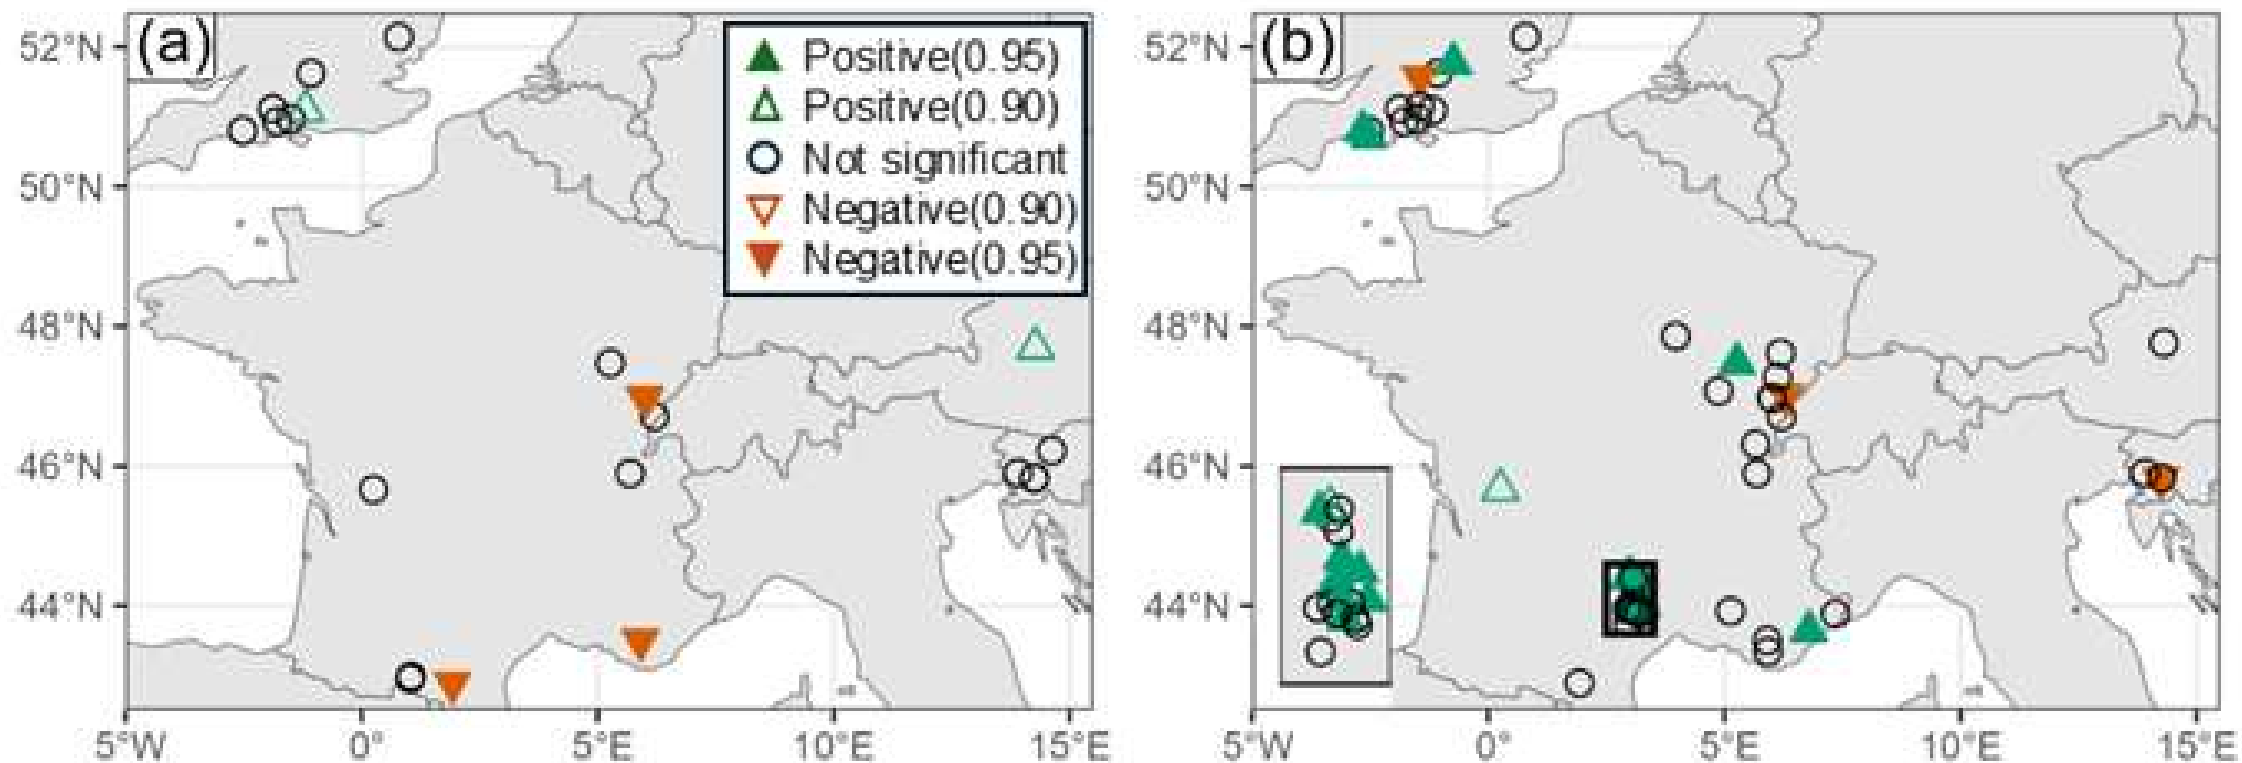 (a)
Positive(0.95)
Positive(0.90)
Not significant
Negative(0.90)
Negative(0.95)
52°N
50°N
48°N
46°N
44°N
5°W 0° 5°E 10°E 15°E
(b)
52°N
50°N
48°N
46°N
44°N
5°W 0° 5°E 10°E 15°E